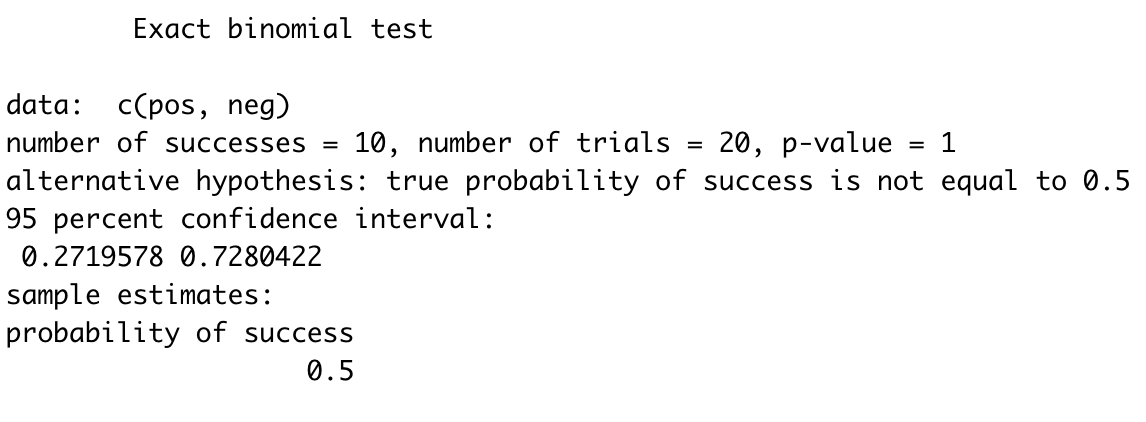 Exact binomial test
data:  c(pos, neg)
number of successes = 10, number of trials = 20, p-value = 1
alternative hypothesis: true probability of success is not equal to 0.5
95 percent confidence interval:
0.2719578 0.7280422
sample estimates:
probability of success
0.5